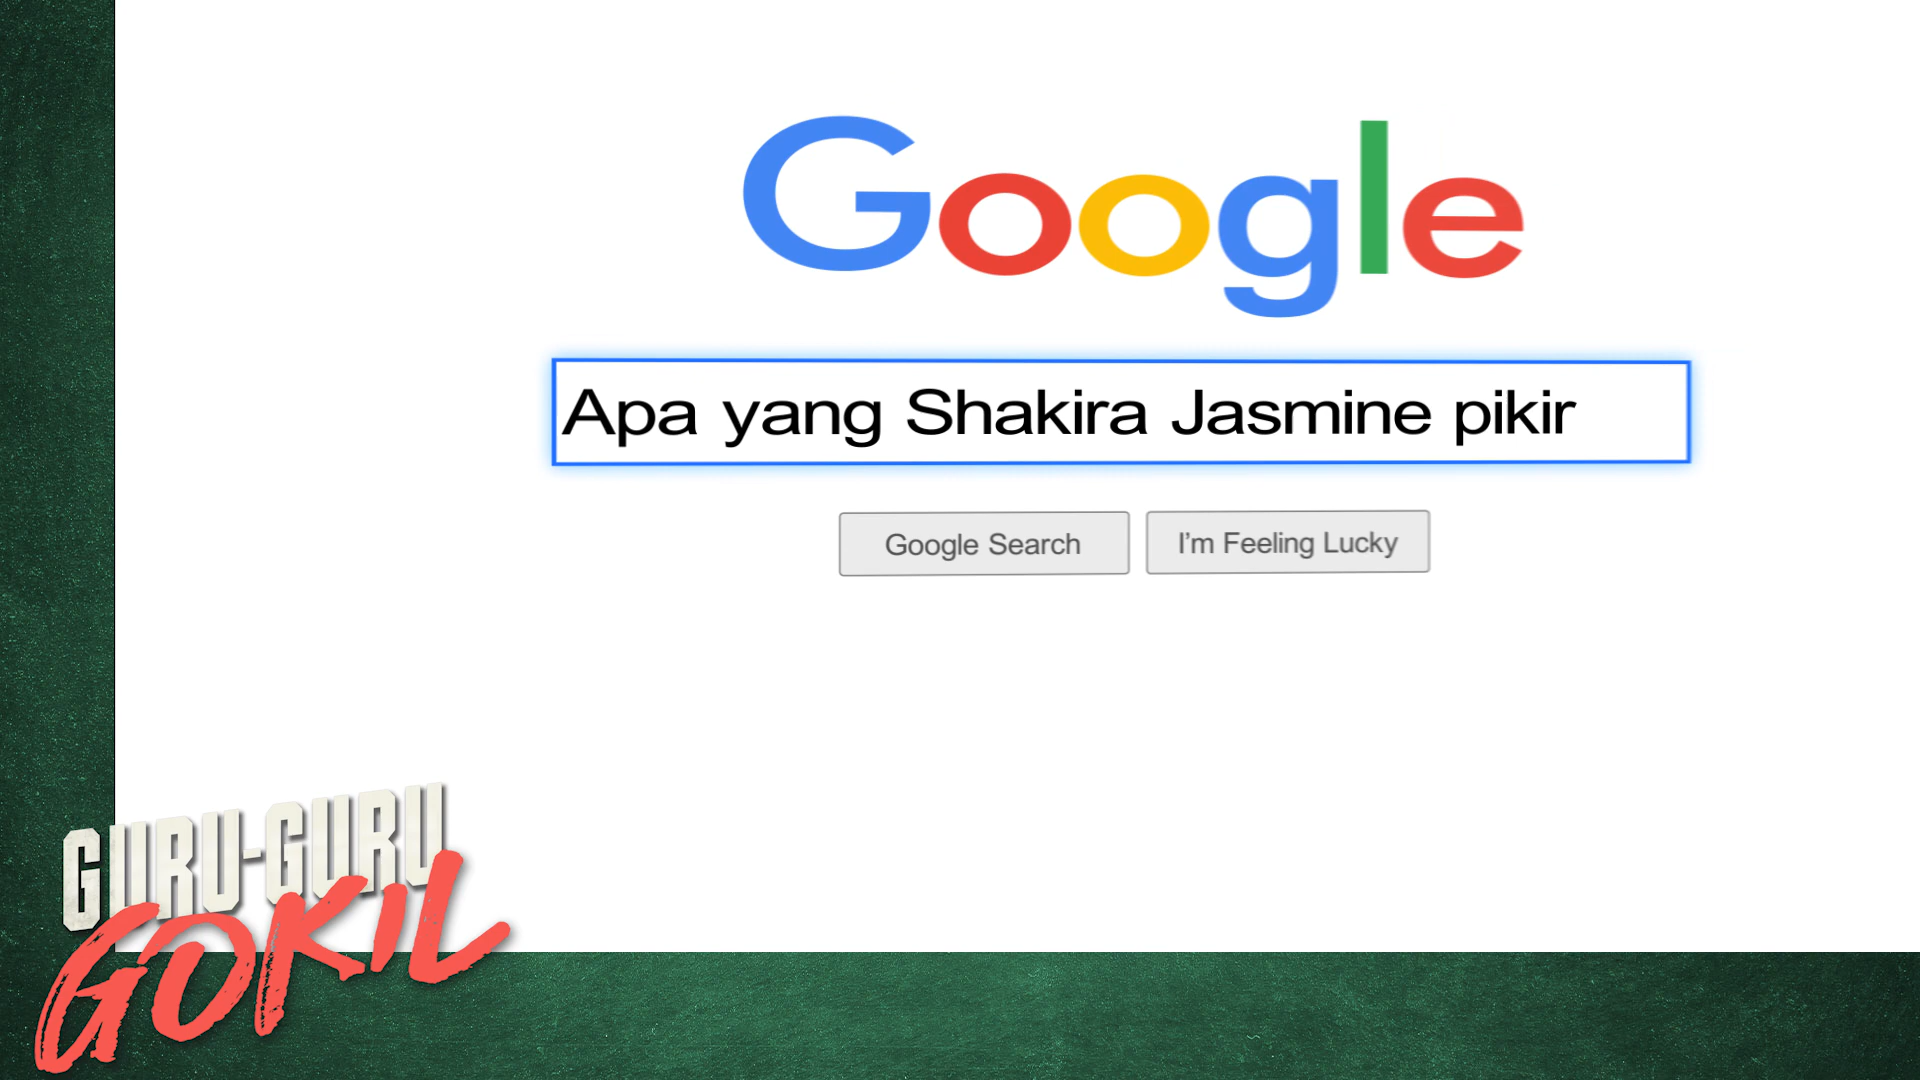 Google
Apa yang Shakira Jasmine pikir
Google Search
I'm Feeling Lucky
GURU-GURU
GOKIL